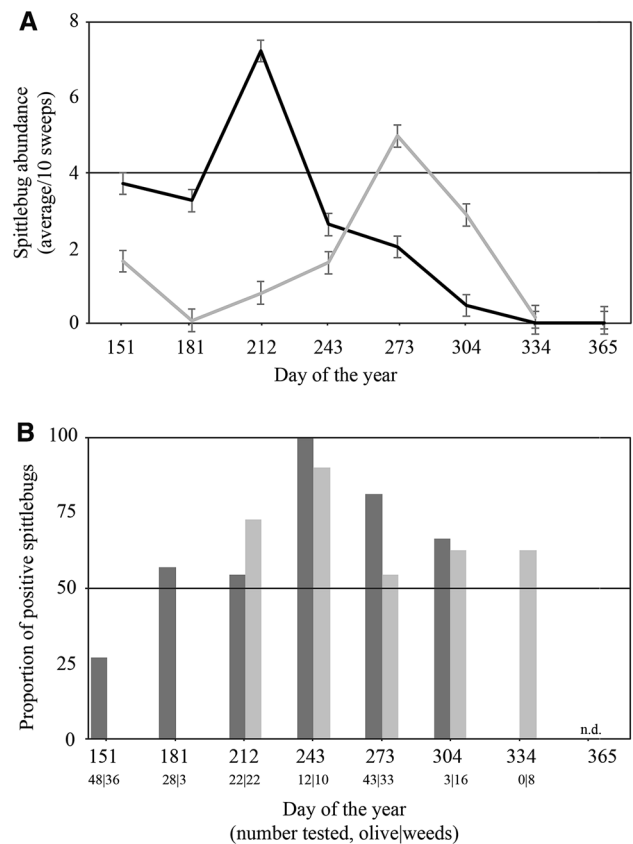 A
Spittlebug abundance
(average/10 sweeps)
8
6
4
2
0
151 181 212 243 273 304 334 365
Day of the year
B
Proportion of positive spittlebugs
100
75
50
25
0
n.d.
151 181 212 243 273 304 334 365
48|36 28|3 22|22 12|10 43|33 3|16 0|8
Day of the year
(number tested, olive|weeds)